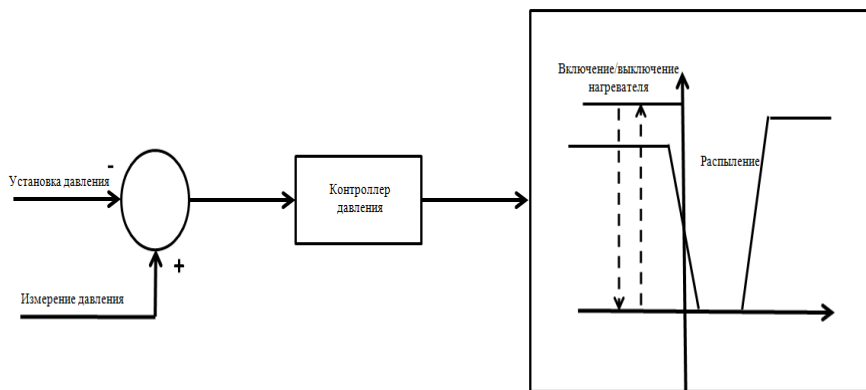 Включение/выключение
нагревателя
Распыление
-
Установка давления
Контроллер
давления
+
Измерение давления